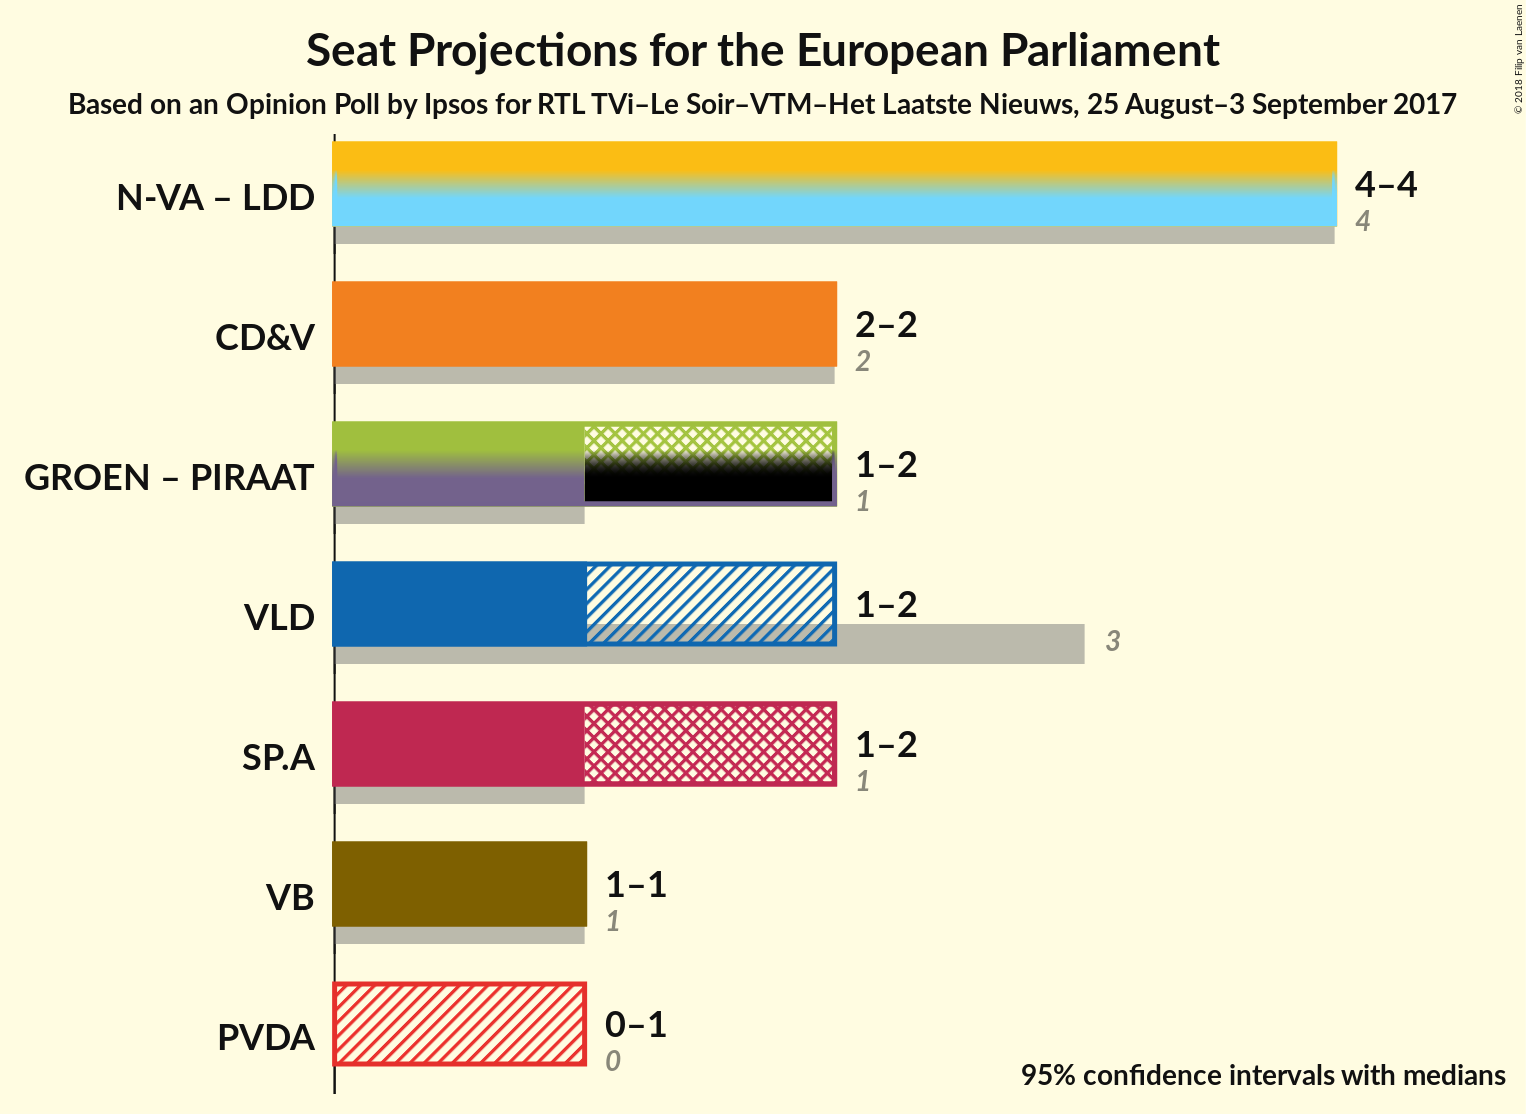 Seat Projections for the European Parliament
Based on an Opinion Poll by Ipsos for RTL TVi–Le Soir–VTM–Het Laatste Nieuws, 25 August–3 September 2017
© 2018 Filip van Laenen
N-VA – LDD
4–4
4
CD&V
2–2
2
GROEN – PIRAAT
1–2
1
VLD
1–2
3
SP.A
1–2
1
VB
1–1
1
PVDA
0–1
0
95% confidence intervals with medians